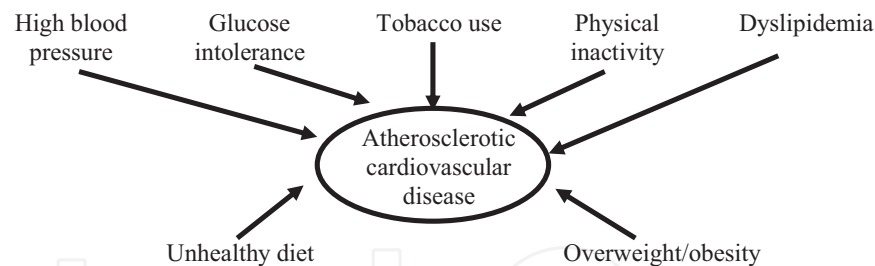 High blood
pressure
Glucose
intolerance
Tobacco use
Physical
inactivity
Dyslipidemia
Atherosclerotic
cardiovascular
disease
Unhealthy diet
Overweight/obesity